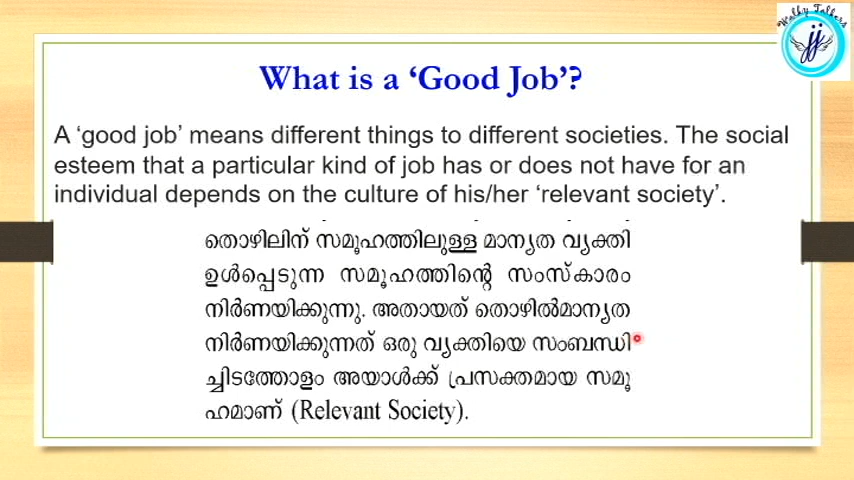 Walky Talkers
jj
What is a ‘Good Job’?
A ‘good job’ means different things to different societies. The social
esteem that a particular kind of job has or does not have for an
individual depends on the culture of his/her ‘relevant society’.
തൊഴിലിന് സമൂഹത്തിലുള്ള മാന്യത വ്യക്തി
ഉൾപ്പെടുന്ന സമൂഹത്തിന്റെ സംസ്കാരം
നിർണയിക്കുന്നു. അതായത് തൊഴിൽമാന്യത
നിർണയിക്കുന്നത് ഒരു വ്യക്തിയെ സംബന്ധി
ച്ചിടത്തോളം അയാൾക്ക് പ്രസക്തമായ സമൂ
ഹമാണ് (Relevant Society).